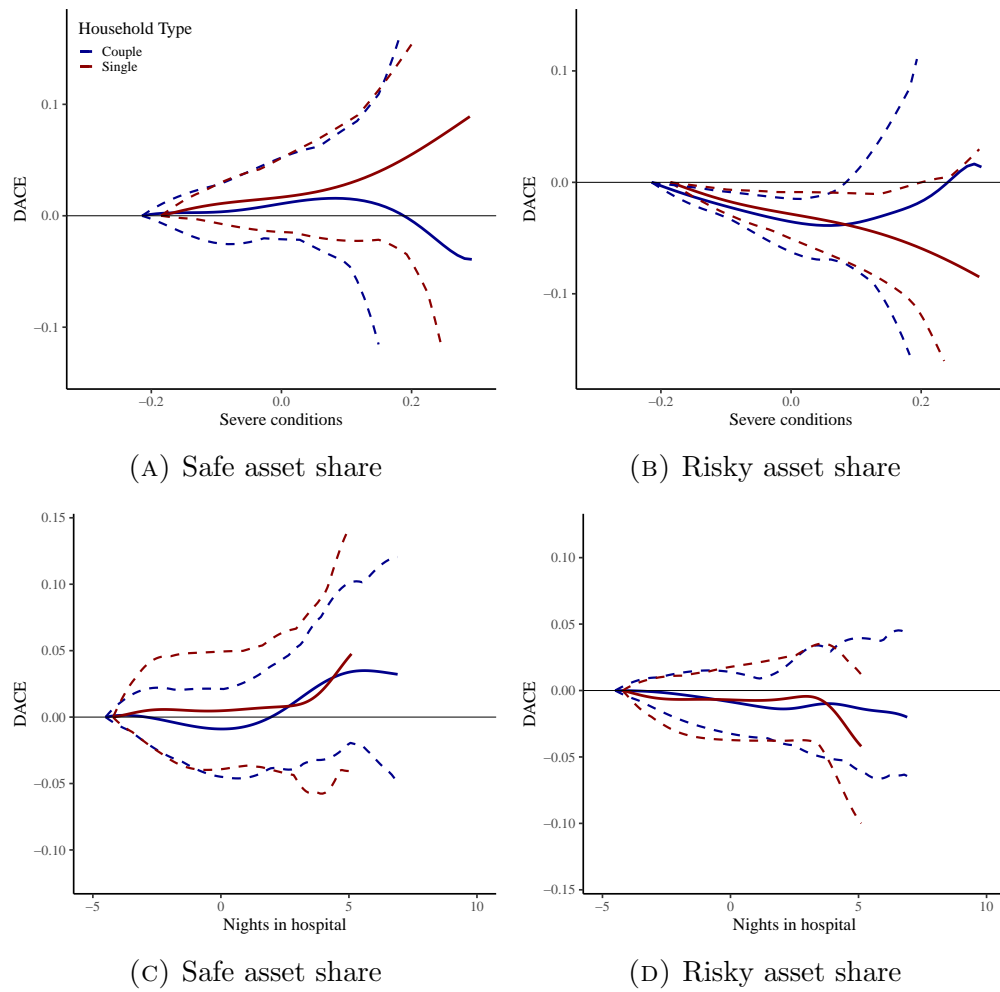 Household Type
Couple
Single
DACE
0.1
0.0
−0.1
−0.2
0.0
0.2
Severe conditions
(A) Safe asset share
DACE
0.1
0.0
−0.1
−0.2
0.0
0.2
Severe conditions
(B) Risky asset share
DACE
0.15
0.10
0.05
0.00
−0.05
−0.10
−5
0
5
10
Nights in hospital
(C) Safe asset share
DACE
0.10
0.05
0.00
−0.05
−0.10
−0.15
−5
0
5
10
Nights in hospital
(D) Risky asset share